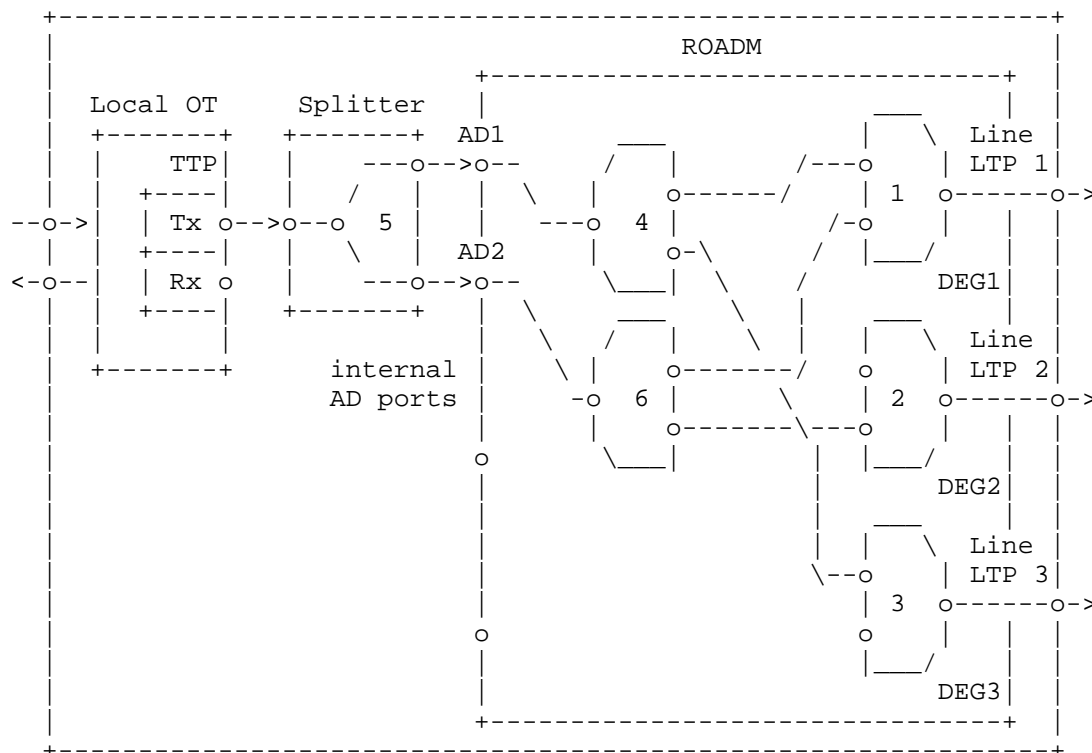 ROADM
Local OT Splitter
AD1 Line
TTP LTP 1
1
Tx 5 4
AD2
Rx DEG1
Line
internal LTP 2
AD ports 6 2
DEG2
Line
LTP 3
3
DEG3